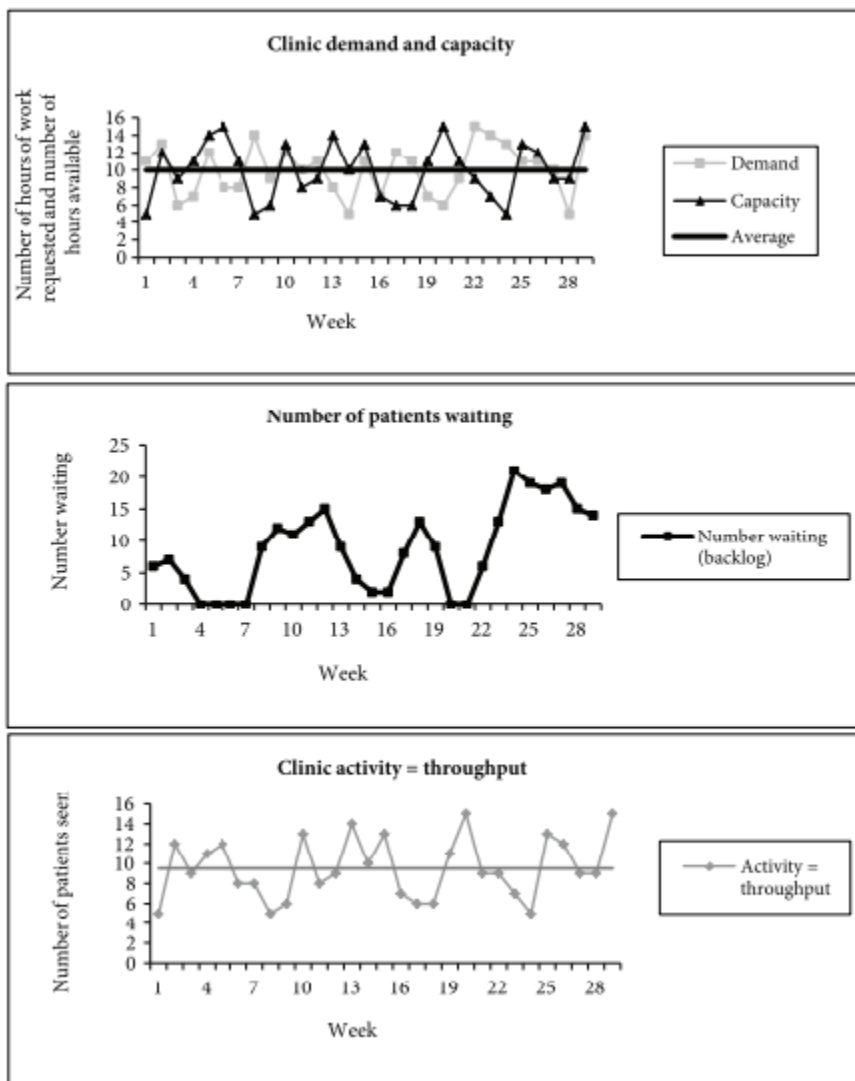 Clinic demand and capacity
Number of hours of work
requested and number of
hours available
16
14
12
10
8
6
4
2
0
1 4 7 10 13 16 19 22 25 28
Week
Demand
Capacity
Average
Number of patients waiting
Number waiting
25
20
15
10
5
0
1 4 7 10 13 16 19 22 25 28
Week
Number waiting
(backlog)
Clinic activity = throughput
Number of patients seen
16
14
12
10
8
6
4
2
0
1 4 7 10 13 16 19 22 25 28
Week
Activity =
throughput